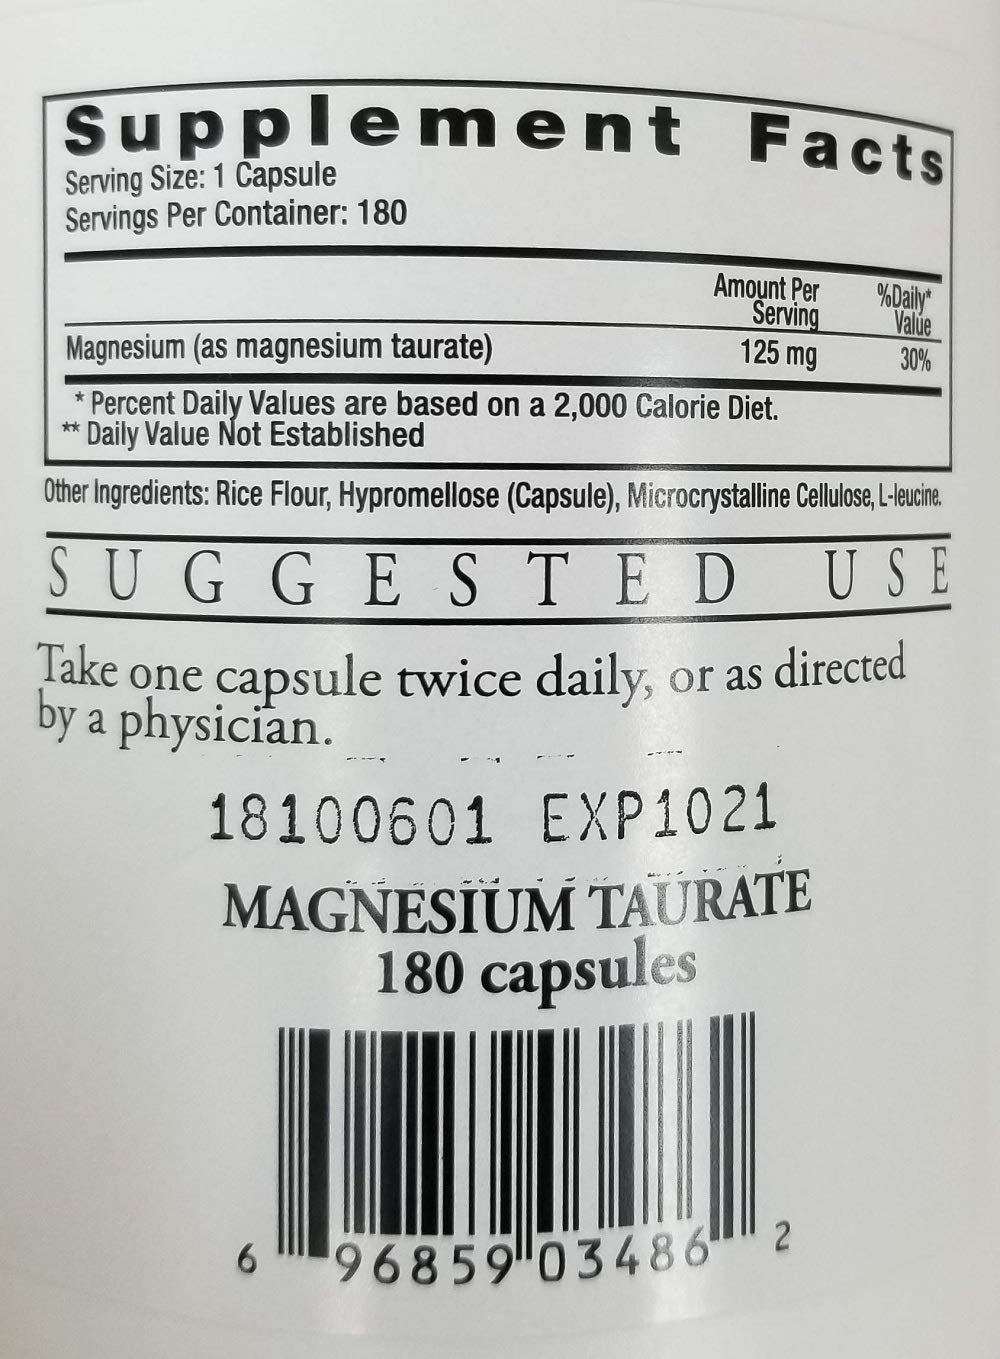 Supplement Facts
Serving Size: 1 Capsule
Servings Per Container: 180
Amount Per %Daily*
Serving Value
Magnesium (as magnesium taurate) 125 mg 30%
* Percent Daily Values are based on a 2,000 Calorie Diet.
** Daily Value Not Established
Other Ingredients: Rice Flour, Hypromellose (Capsule), Microcrystalline Cellulose, L-leucine.
SUGGESTED USE
Take one capsule twice daily, or as directed
by a physician.
18100601 EXP1021
MAGNESIUM TAURATE
180 capsules
6 96859 03486 2